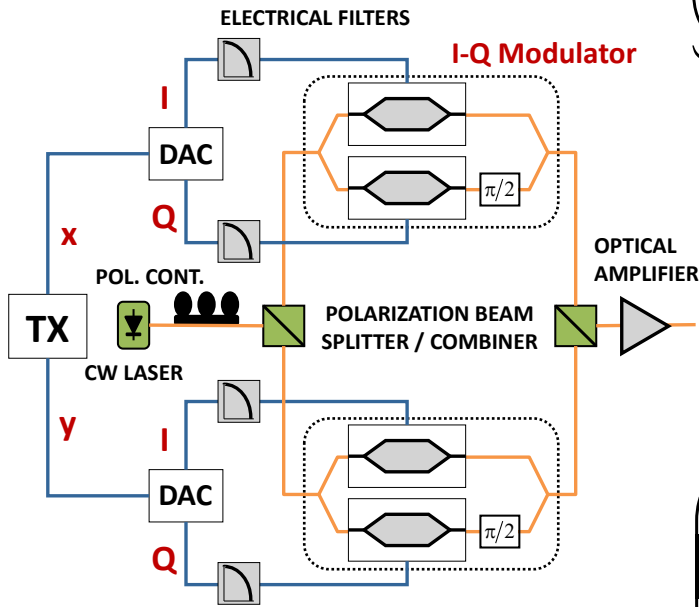 ELECTRICAL FILTERS
I-Q Modulator
I
DAC
Q
π/2
x
OPTICAL
AMPLIFIER
POL. CONT.
TX
POLARIZATION BEAM
SPLITTER / COMBINER
CW LASER
y
I
DAC
Q
π/2